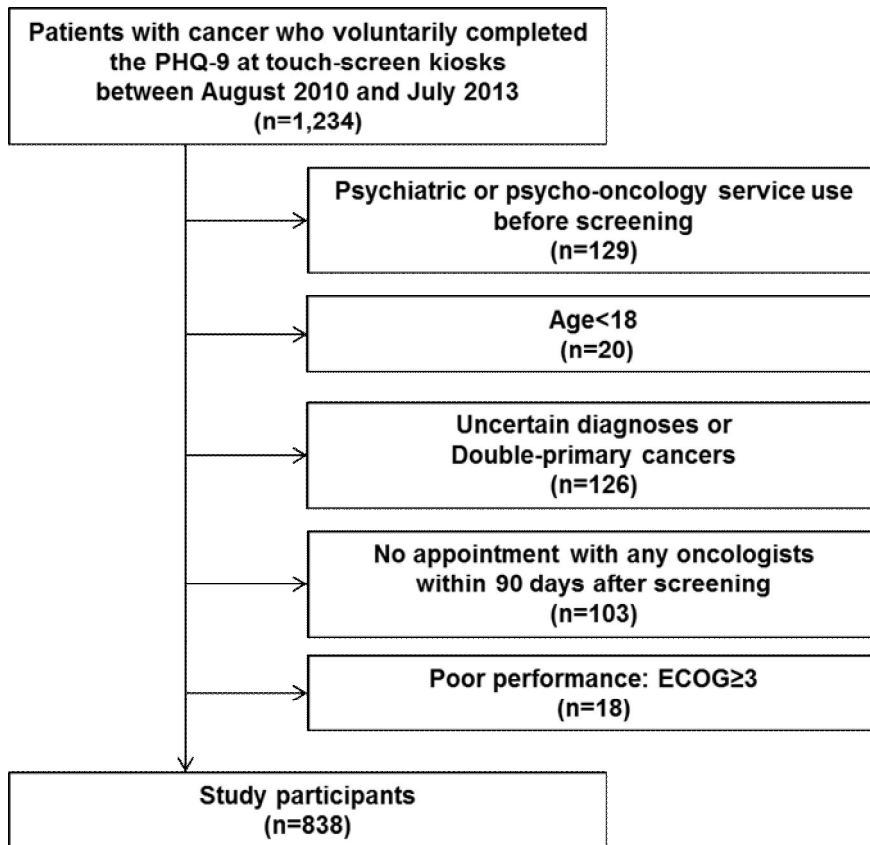 Patients with cancer who voluntarily completed
the PHQ-9 at touch-screen kiosks
between August 2010 and July 2013
(n=1,234)
Psychiatric or psycho-oncology service use
before screening
(n=129)
Age<18
(n=20)
Uncertain diagnoses or
Double-primary cancers
(n=126)
No appointment with any oncologists
within 90 days after screening
(n=103)
Poor performance: ECOG≥3
(n=18)
Study participants
(n=838)